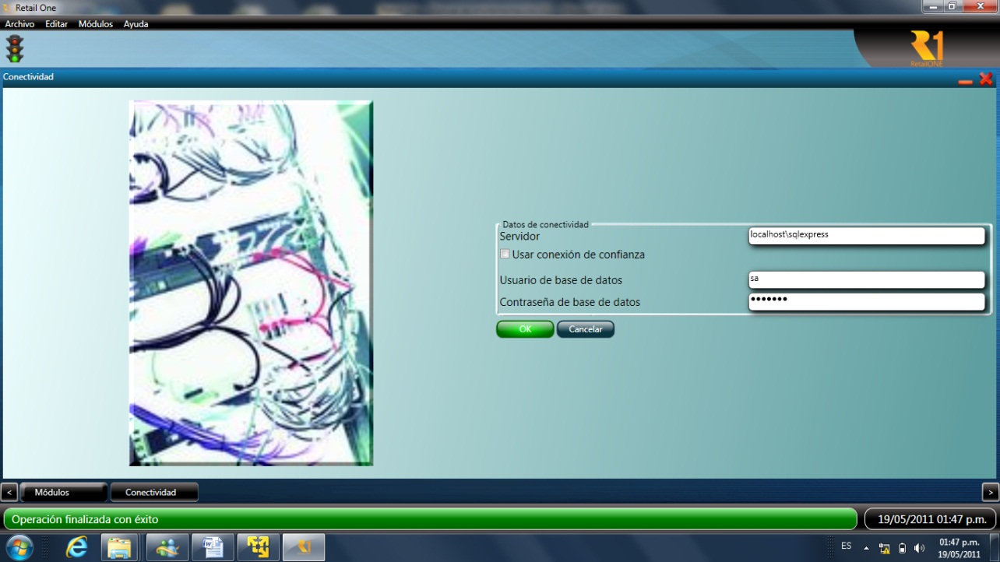 Retail One
Archivo Editar Módulos Ayuda
R1
RetailONE
Conectividad
Datos de conectividad
Servidor
localhost\sqlexpress
Usar conexión de confianza
Usuario de base de datos
sa
Contraseña de base de datos
•••••••
OK Cancelar
< Módulos Conectividad >
Operación finalizada con éxito
19/05/2011 01:47 p.m.
ES
01:47 p.m.
19/05/2011